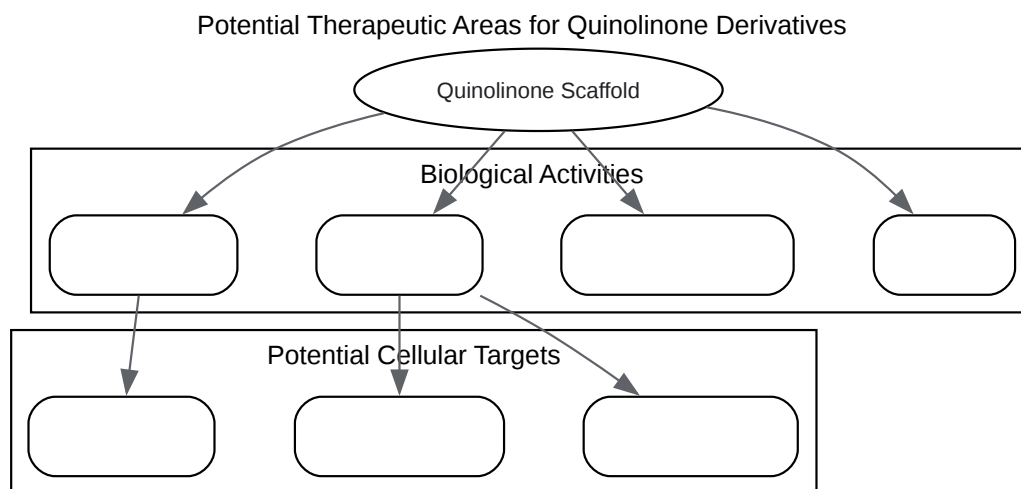 Potential Therapeutic Areas for Quinolinone Derivatives
Quinolinone Scaffold
Biological Activities
Potential Cellular Targets